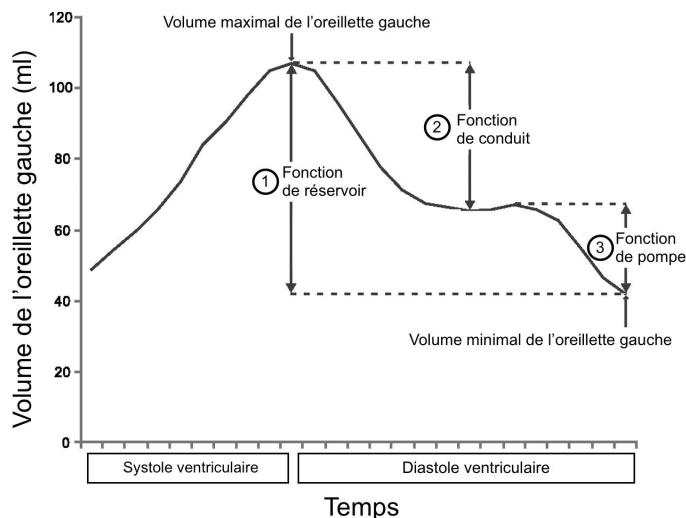 Volume maximal de l'oreillette gauche
Volume de l'oreillette gauche (ml)
120
100
80
60
40
20
0
1 Fonction
de réservoir
2 Fonction
de conduit
3 Fonction
de pompe
Volume minimal de l'oreillette gauche
Systole ventriculaire
Diastole ventriculaire
Temps